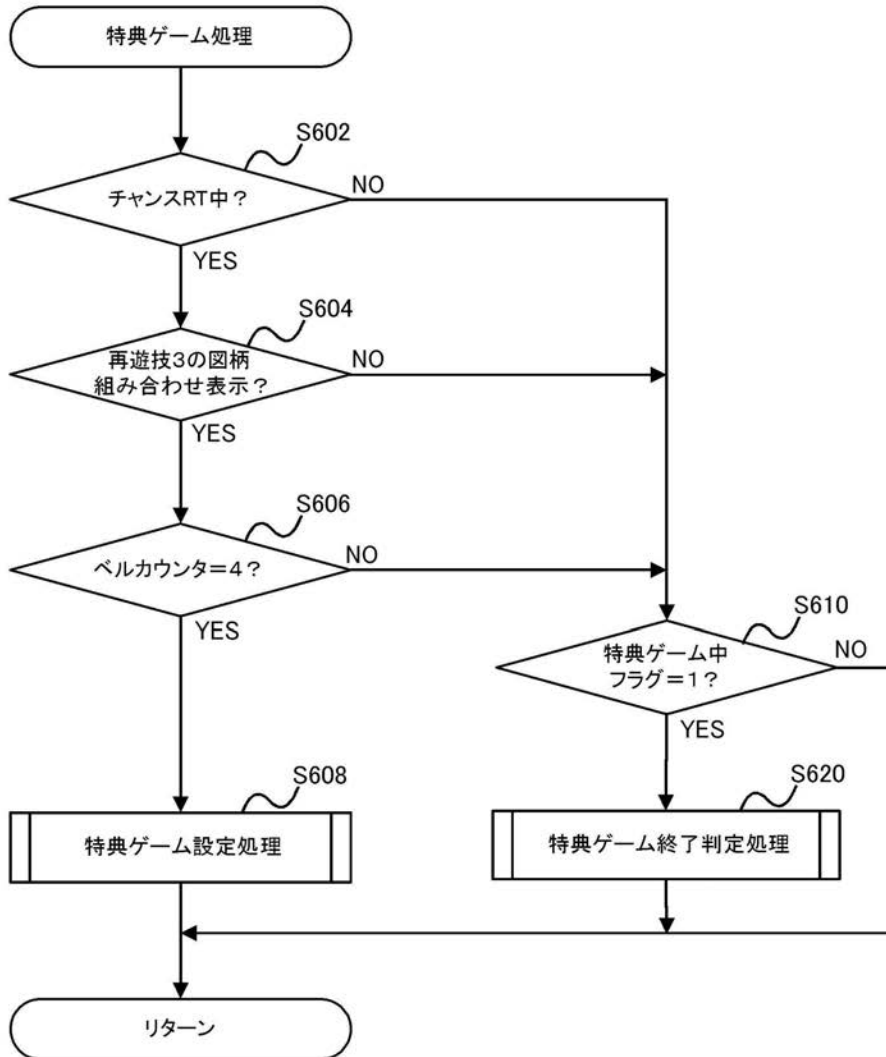 特典ゲーム処理
S602
チャンスRT中？
NO
YES
S604
再遊技3の図柄
組み合わせ表示？
NO
YES
S606
ベルカウンタ＝4？
NO
YES
S610
特典ゲーム中
フラグ＝1？
NO
YES
S608
特典ゲーム設定処理
S620
特典ゲーム終了判定処理
リターン